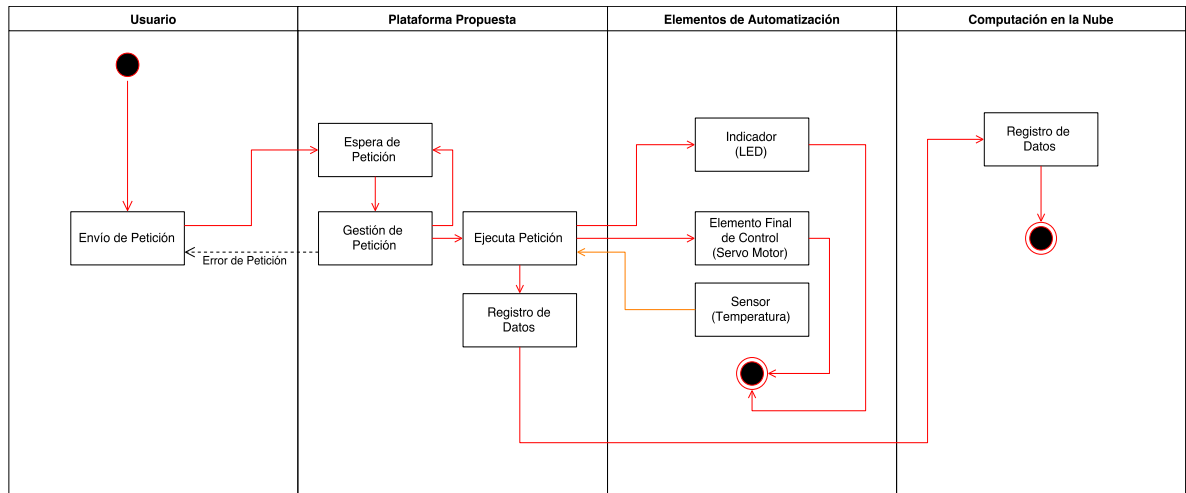 Usuario
Plataforma Propuesta
Elementos de Automatización
Computación en la Nube
Envío de Petición
Error de Petición
Espera de
Petición
Gestión de
Petición
Ejecuta Petición
Registro de
Datos
Indicador
(LED)
Elemento Final
de Control
(Servo Motor)
Sensor
(Temperatura)
Registro de
Datos